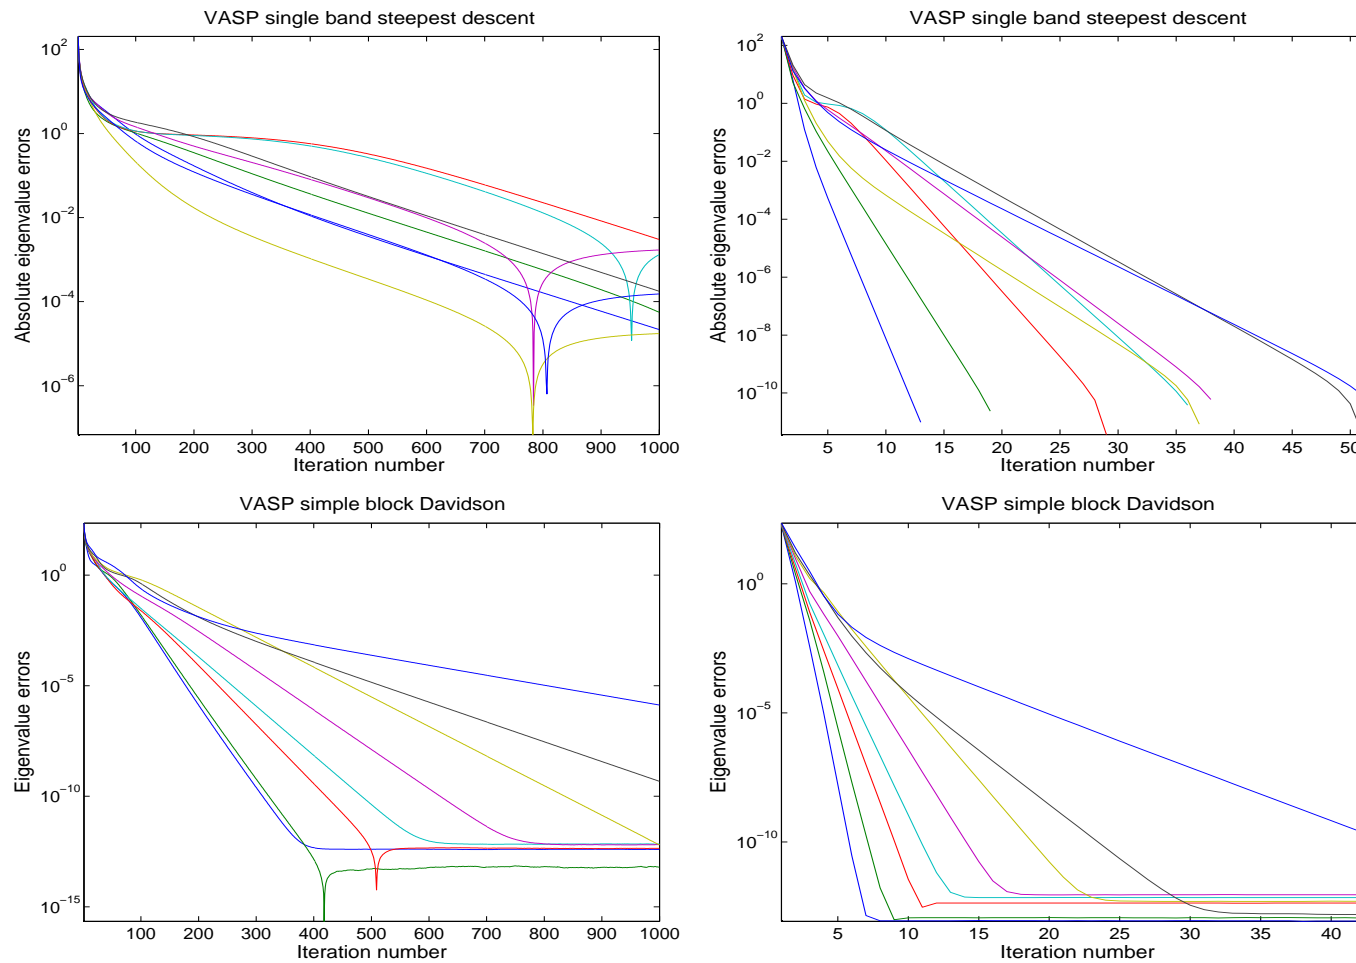 VASP single band steepest descent
Absolute eigenvalue errors
10^2
10^0
10^−2
10^−4
10^−6
100 200 300 400 500 600 700 800 900 1000
Iteration number
VASP single band steepest descent
Absolute eigenvalue errors
10^2
10^0
10^−2
10^−4
10^−6
10^−8
10^−10
5 10 15 20 25 30 35 40 45 50
Iteration number
VASP simple block Davidson
Eigenvalue errors
10^0
10^−5
10^−10
10^−15
100 200 300 400 500 600 700 800 900 1000
Iteration number
VASP simple block Davidson
Eigenvalue errors
10^0
10^−5
10^−10
5 10 15 20 25 30 35 40
Iteration number